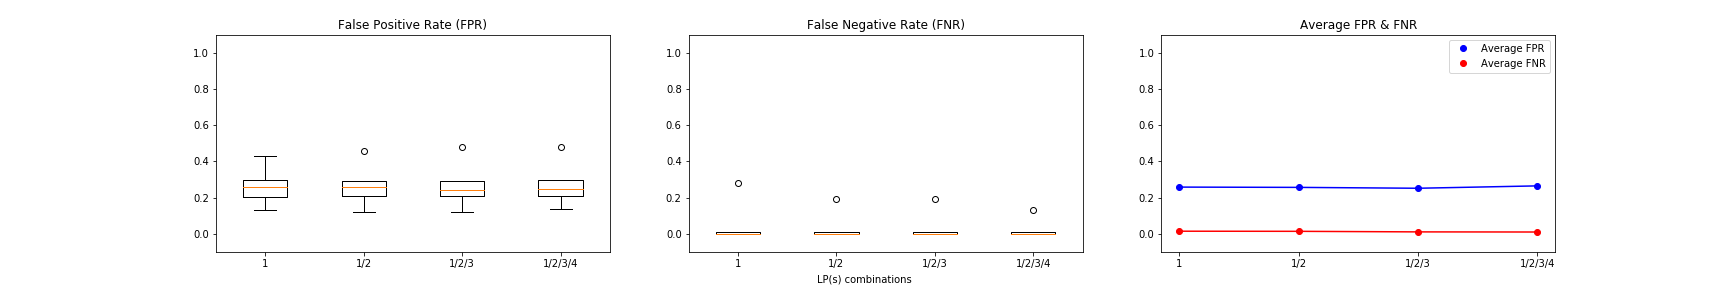 False Positive Rate (FPR)
1.0
0.8
0.6
0.4
0.2
0.0
1 1/2 1/2/3 1/2/3/4
False Negative Rate (FNR)
1.0
0.8
0.6
0.4
0.2
0.0
1 1/2 1/2/3 1/2/3/4
LP(s) combinations
Average FPR & FNR
Average FPR
Average FNR
1.0
0.8
0.6
0.4
0.2
0.0
1 1/2 1/2/3 1/2/3/4